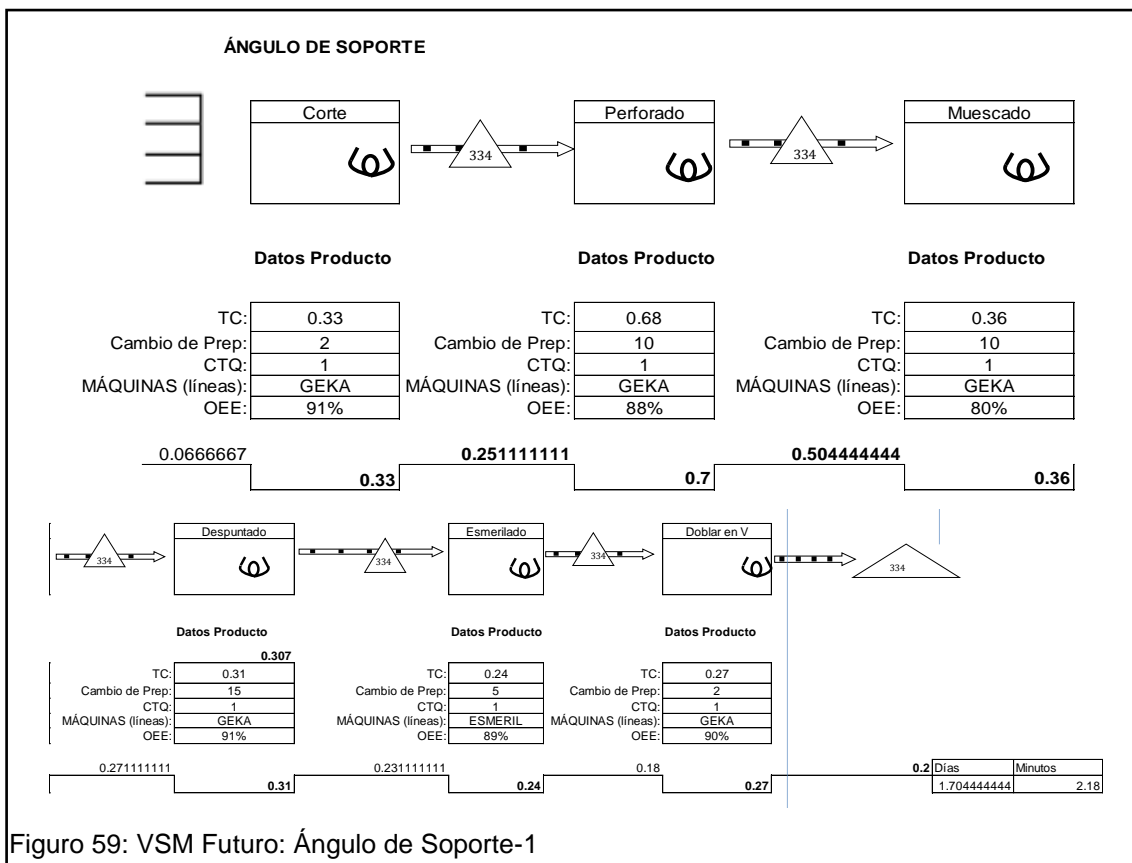 ÁNGULO DE SOPORTE
Corte
334
Perforado
334
Muescado
Datos Producto Datos Producto Datos Producto
TC: 0.33 TC: 0.68 TC: 0.36
Cambio de Prep: 2 Cambio de Prep: 10 Cambio de Prep: 10
CTQ: 1 CTQ: 1 CTQ: 1
MÁQUINAS (líneas): GEKA MÁQUINAS (líneas): GEKA MÁQUINAS (líneas): GEKA
OEE: 91% OEE: 88% OEE: 80%
0.0666667 0.251111111 0.504444444
0.33 0.7 0.36
334
Despuntado
334
Esmerilado
334
Doblar en V
334
Datos Producto Datos Producto Datos Producto
0.307
TC: 0.31 TC: 0.24 TC: 0.27
Cambio de Prep: 15 Cambio de Prep: 5 Cambio de Prep: 2
CTQ: 1 CTQ: 1 CTQ: 1
MÁQUINAS (líneas): GEKA MÁQUINAS (líneas): ESMERIL MÁQUINAS (líneas): GEKA
OEE: 91% OEE: 89% OEE: 90%
0.271111111 0.231111111 0.18 0.2 Días Minutos
0.31 0.24 0.27 1.704444444 2.18
Figuro 59: VSM Futuro: Ángulo de Soporte-1